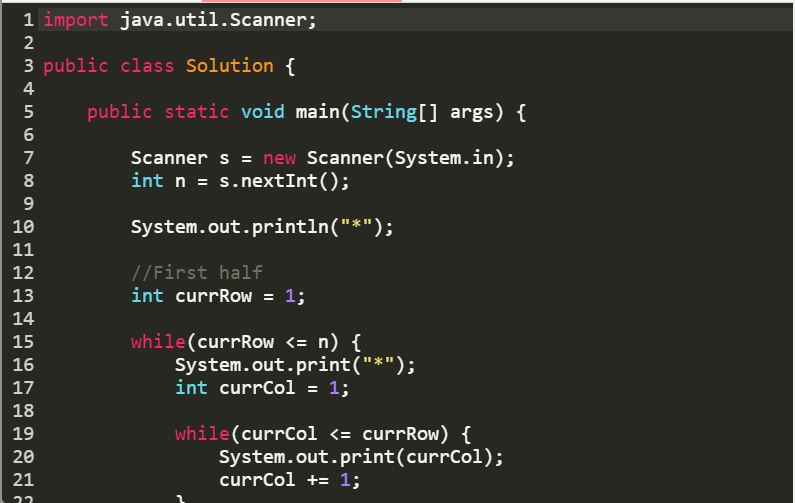 1 import java.util.Scanner;
2
3 public class Solution {
4
5     public static void main(String[] args) {
6
7         Scanner s = new Scanner(System.in);
8         int n = s.nextInt();
9
10         System.out.println("*");
11
12         //First half
13         int currRow = 1;
14
15         while(currRow <= n) {
16             System.out.print("*");
17             int currCol = 1;
18
19             while(currCol <= currRow) {
20                 System.out.print(currCol);
21                 currCol += 1;
22             }